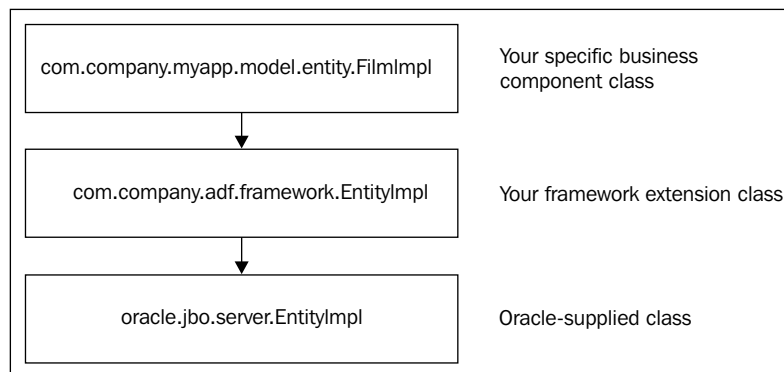 com.company.myapp.model.entity.FilmImpl
Your specific business
component class
com.company.adf.framework.EntityImpl
Your framework extension class
oracle.jbo.server.EntityImpl
Oracle-supplied class